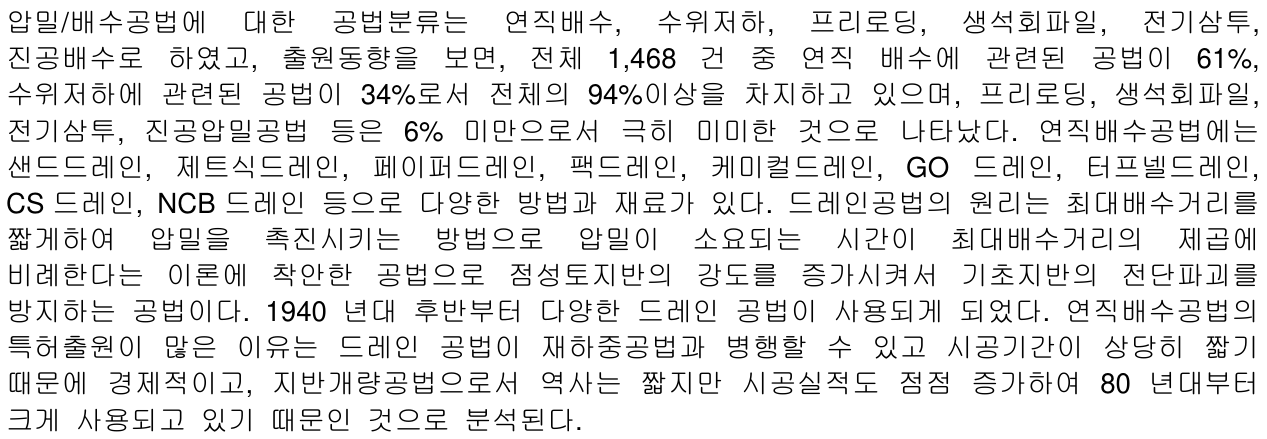 압밀/배수공법에 대한 공법분류는 연직배수, 수위저하, 프리로딩, 생석회파일, 전기삼투,
진공배수로 하였고, 출원동향을 보면, 전체 1,468 건 중 연직 배수에 관련된 공법이 61%,
수위저하에 관련된 공법이 34%로서 전체의 94%이상을 차지하고 있으며, 프리로딩, 생석회파일,
전기삼투, 진공압밀공법 등은 6% 미만으로서 극히 미미한 것으로 나타났다. 연직배수공법에는
샌드드레인, 제트식드레인, 페이퍼드레인, 팩드레인, 케미컬드레인, GO 드레인, 터프넬드레인,
CS 드레인, NCB 드레인 등으로 다양한 방법과 재료가 있다. 드레인공법의 원리는 최대배수거리를
짧게하여 압밀을 촉진시키는 방법으로 압밀이 소요되는 시간이 최대배수거리의 제곱에
비례한다는 이론에 착안한 공법으로 점성토지반의 강도를 증가시켜서 기초지반의 전단파괴를
방지하는 공법이다. 1940 년대 후반부터 다양한 드레인 공법이 사용되게 되었다. 연직배수공법의
특허출원이 많은 이유는 드레인 공법이 재하중공법과 병행할 수 있고 시공기간이 상당히 짧기
때문에 경제적이고, 지반개량공법으로서 역사는 짧지만 시공실적도 점점 증가하여 80 년대부터
크게 사용되고 있기 때문인 것으로 분석된다.